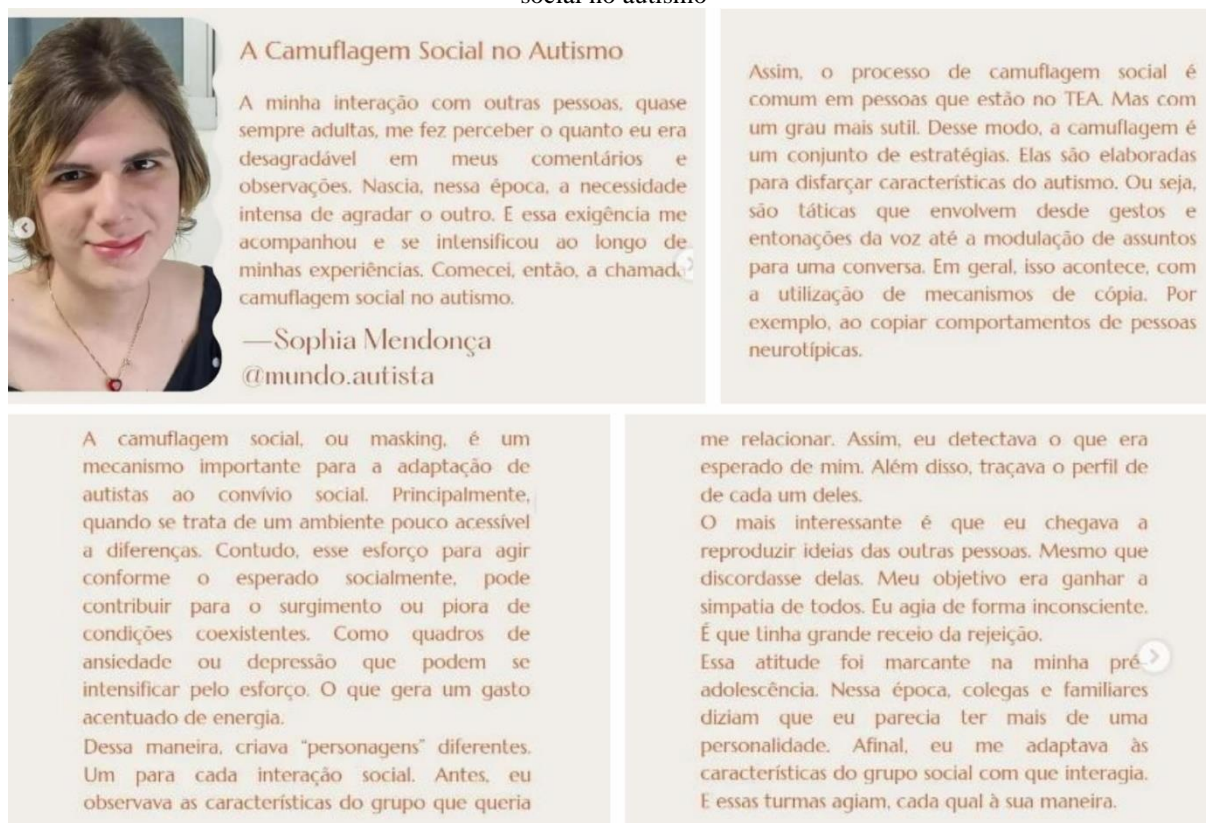 social no autismo
A Camuflagem Social no Autismo
A minha interação com outras pessoas, quase
sempre adultas, me fez perceber o quanto eu era
desagradável em meus comentários e
observações. Nascia, nessa época, a necessidade
intensa de agradar o outro. E essa exigência me
acompanhou e se intensificou ao longo de
minhas experiências. Comecei, então, a chamada
camuflagem social no autismo.
—Sophia Mendonça
@mundo.autista
Assim, o processo de camuflagem social é
comum em pessoas que estão no TEA. Mas com
um grau mais sutil. Desse modo, a camuflagem é
um conjunto de estratégias. Elas são elaboradas
para disfarçar características do autismo. Ou seja,
são táticas que envolvem desde gestos e
entonações da voz até a modulação de assuntos
para uma conversa. Em geral, isso acontece, com
a utilização de mecanismos de cópia. Por
exemplo, ao copiar comportamentos de pessoas
neurotípicas.
A camuflagem social, ou masking, é um
mecanismo importante para a adaptação de
autistas ao convívio social. Principalmente,
quando se trata de um ambiente pouco acessível
a diferenças. Contudo, esse esforço para agir
conforme o esperado socialmente, pode
contribuir para o surgimento ou piora de
condições coexistentes. Como quadros de
ansiedade ou depressão que podem se
intensificar pelo esforço. O que gera um gasto
acentuado de energia.
Dessa maneira, criava "personagens" diferentes.
Um para cada interação social. Antes, eu
observava as características do grupo que queria
me relacionar. Assim, eu detectava o que era
esperado de mim. Além disso, traçava o perfil de
de cada um deles.
O mais interessante é que eu chegava a
reproduzir ideias das outras pessoas. Mesmo que
discordasse delas. Meu objetivo era ganhar a
simpatia de todos. Eu agia de forma inconsciente.
É que tinha grande receio da rejeição.
Essa atitude foi marcante na minha pré-
adolescência. Nessa época, colegas e familiares
diziam que eu parecia ter mais de uma
personalidade. Afinal, eu me adaptava às
características do grupo social com que interagia.
E essas turmas agiam, cada qual à sua maneira.